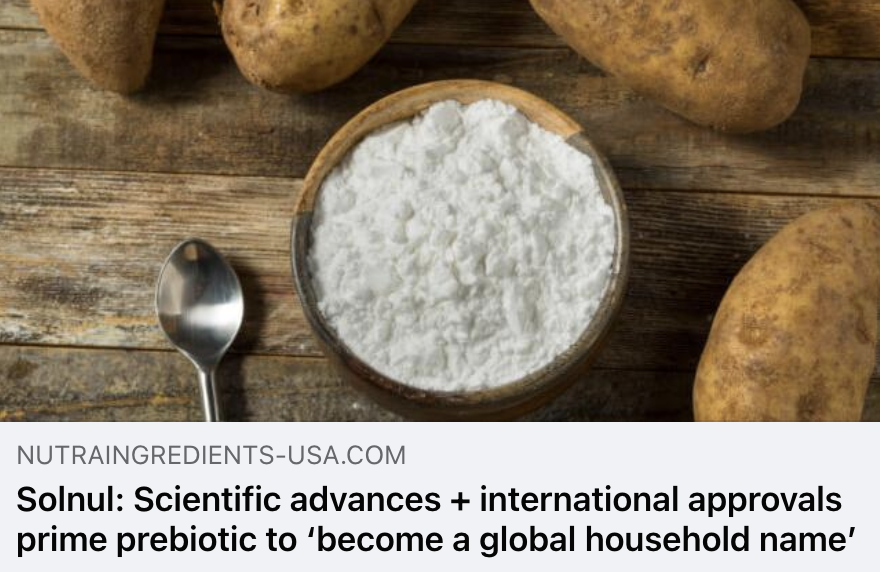 NUTRAINGREDIENTS-USA.COM
Solnul: Scientific advances + international approvals
prime prebiotic to ‘become a global household name’